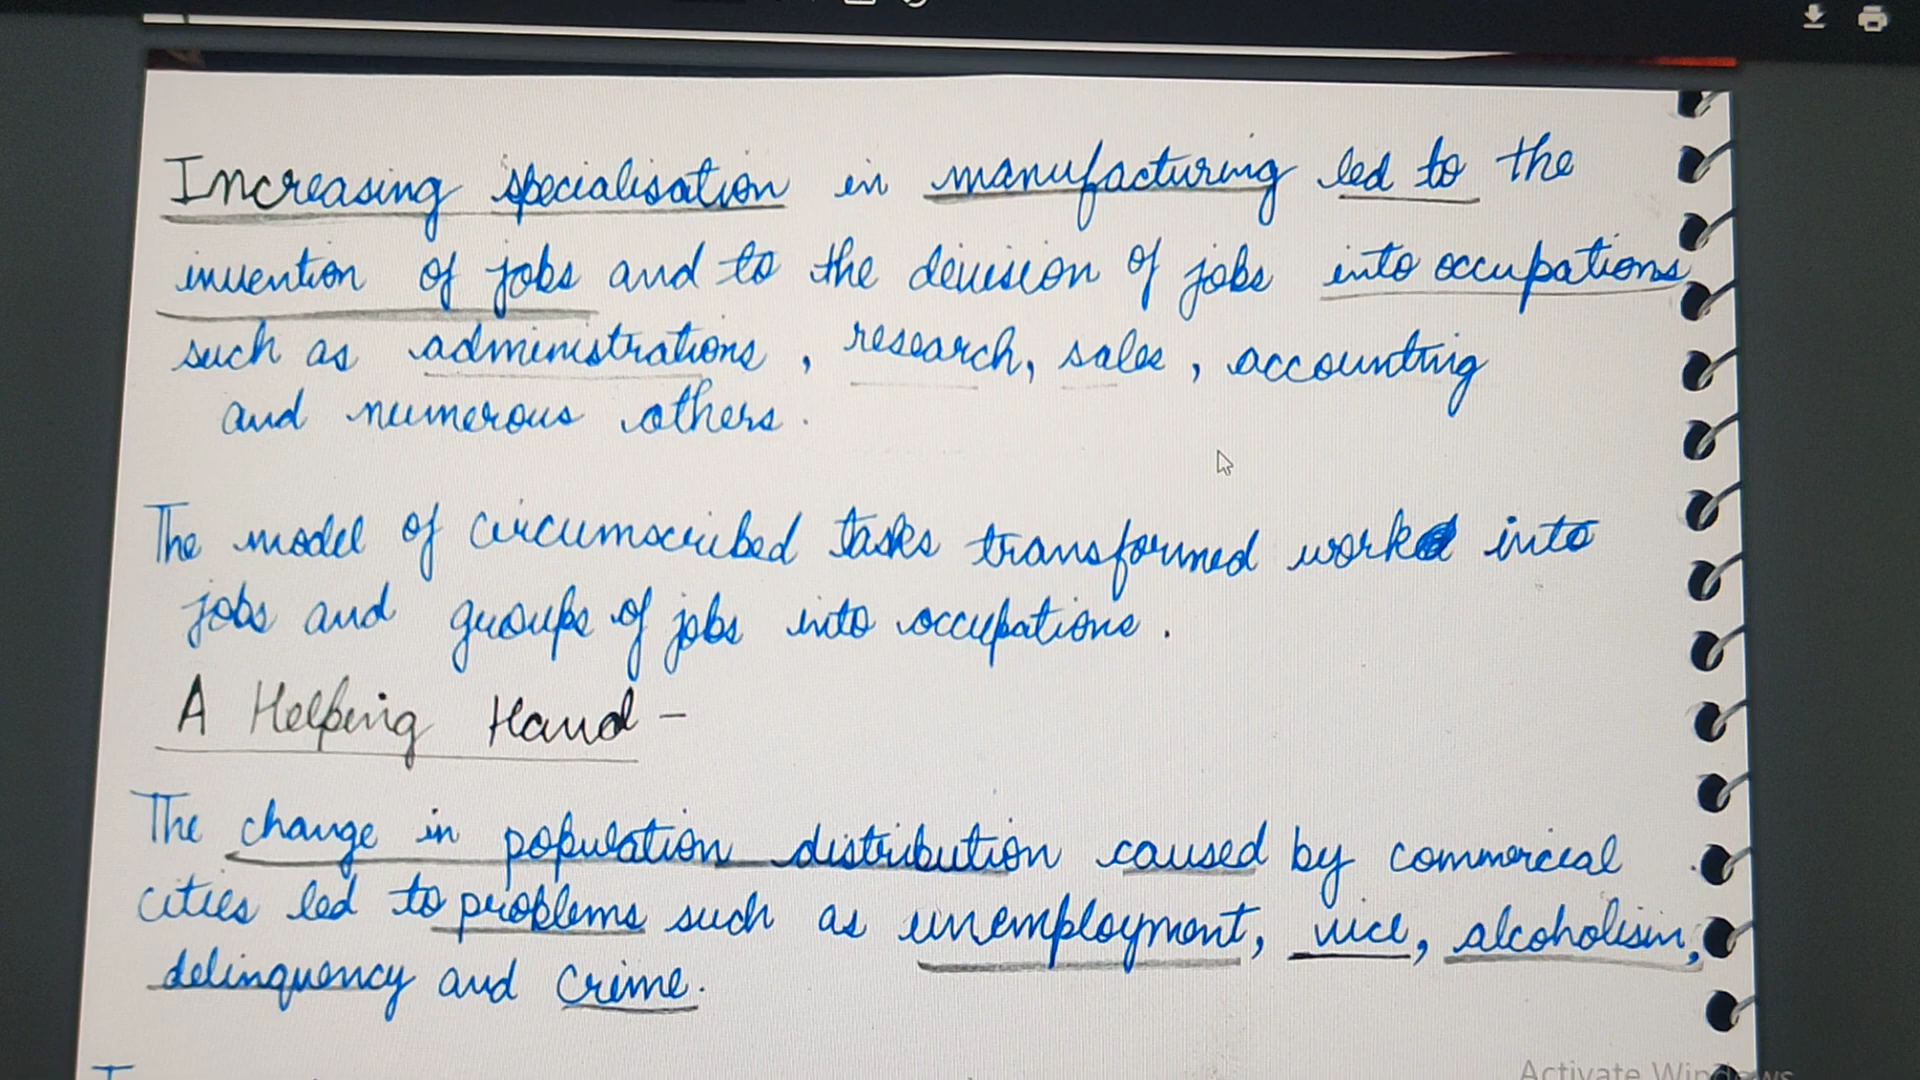 Increasing specialisation in manufacturing led to the
invention of jobs and to the devision of jobs into occupations
such as administrations, research, sales, accounting
and numerous others.
The model of circumscribed tasks transformed work into
jobs and groups of jobs into occupations.
A Helping Hand -
The change in population distribution caused by commercial
cities led to problems such as unemployment, vice, alcoholism,
delinquency and crime.
Activate Windows